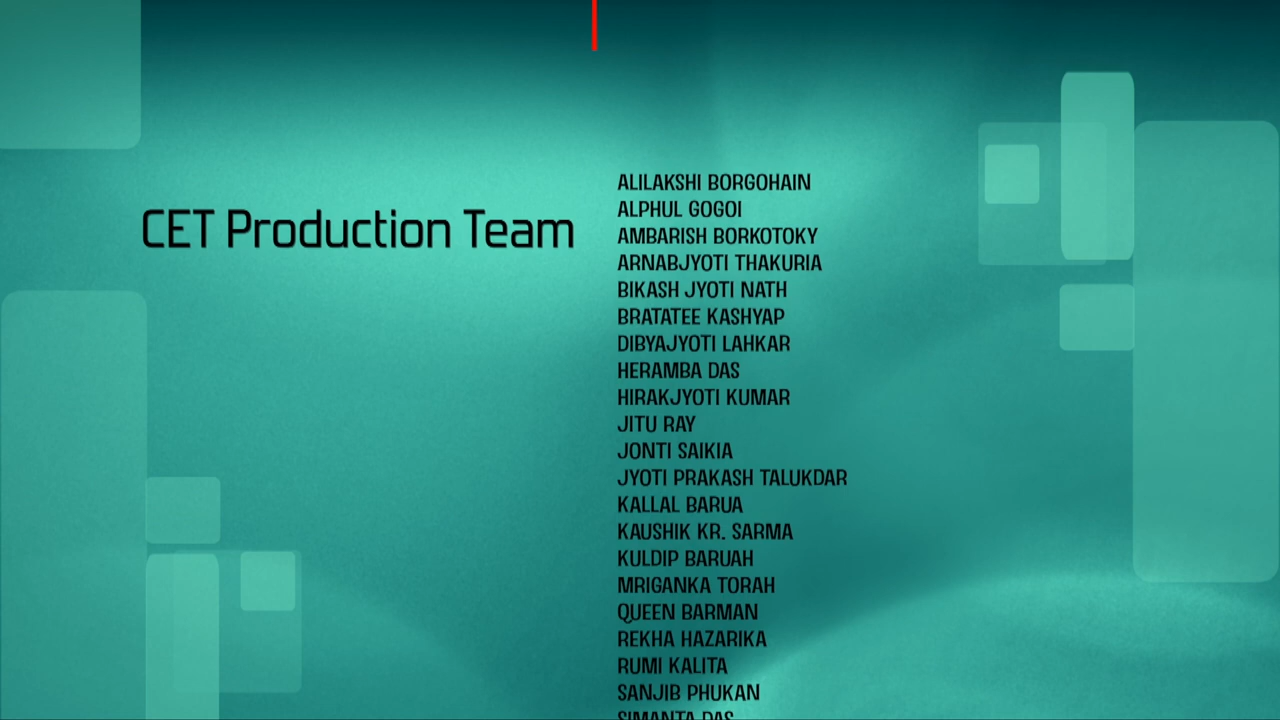 CET Production Team
ALILAKSHI BORGOHAIN
ALPHUL GOGOI
AMBARISH BORKOTOKY
ARNABJYOTI THAKURIA
BIKASH JYOTI NATH
BRATATEE KASHYAP
DIBYAJYOTI LAHKAR
HERAMBA DAS
HIRAKJYOTI KUMAR
JITU RAY
JONTI SAIKIA
JYOTI PRAKASH TALUKDAR
KALLAL BARUA
KAUSHIK KR. SARMA
KULDIP BARUAH
MRIGANKA TORAH
QUEEN BARMAN
REKHA HAZARIKA
RUMI KALITA
SANJIB PHUKAN
SIMANTA DAS